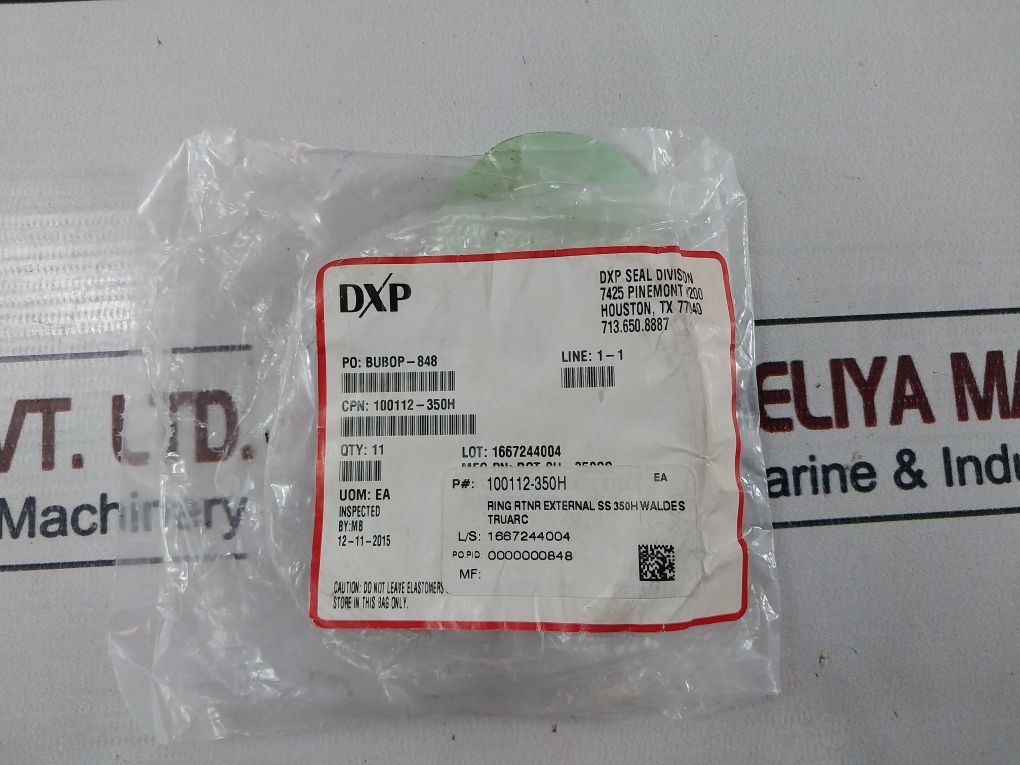 DXP
DXP SEAL DIVISON
7425 PINEMONT #200
HOUSTON, TX 77040
713.650.8887
PO: BUBOP-848
LINE: 1-1
CPN: 100112-350H
QTY: 11
LOT: 1667244004
UOM: EA
INSPECTED
BY:MB
12-11-2015
CAUTION: DO NOT LEAVE ELASTOMERS
STORE IN THIS BAG ONLY.
P#: 100112-350H EA
RING RTNR EXTERNAL SS 350H WALDES
TRUARC
L/S: 1667244004
PO PID: 0000000848
MF:
VT. LTD.
Machinery
ELIYA MA
arine & Indu